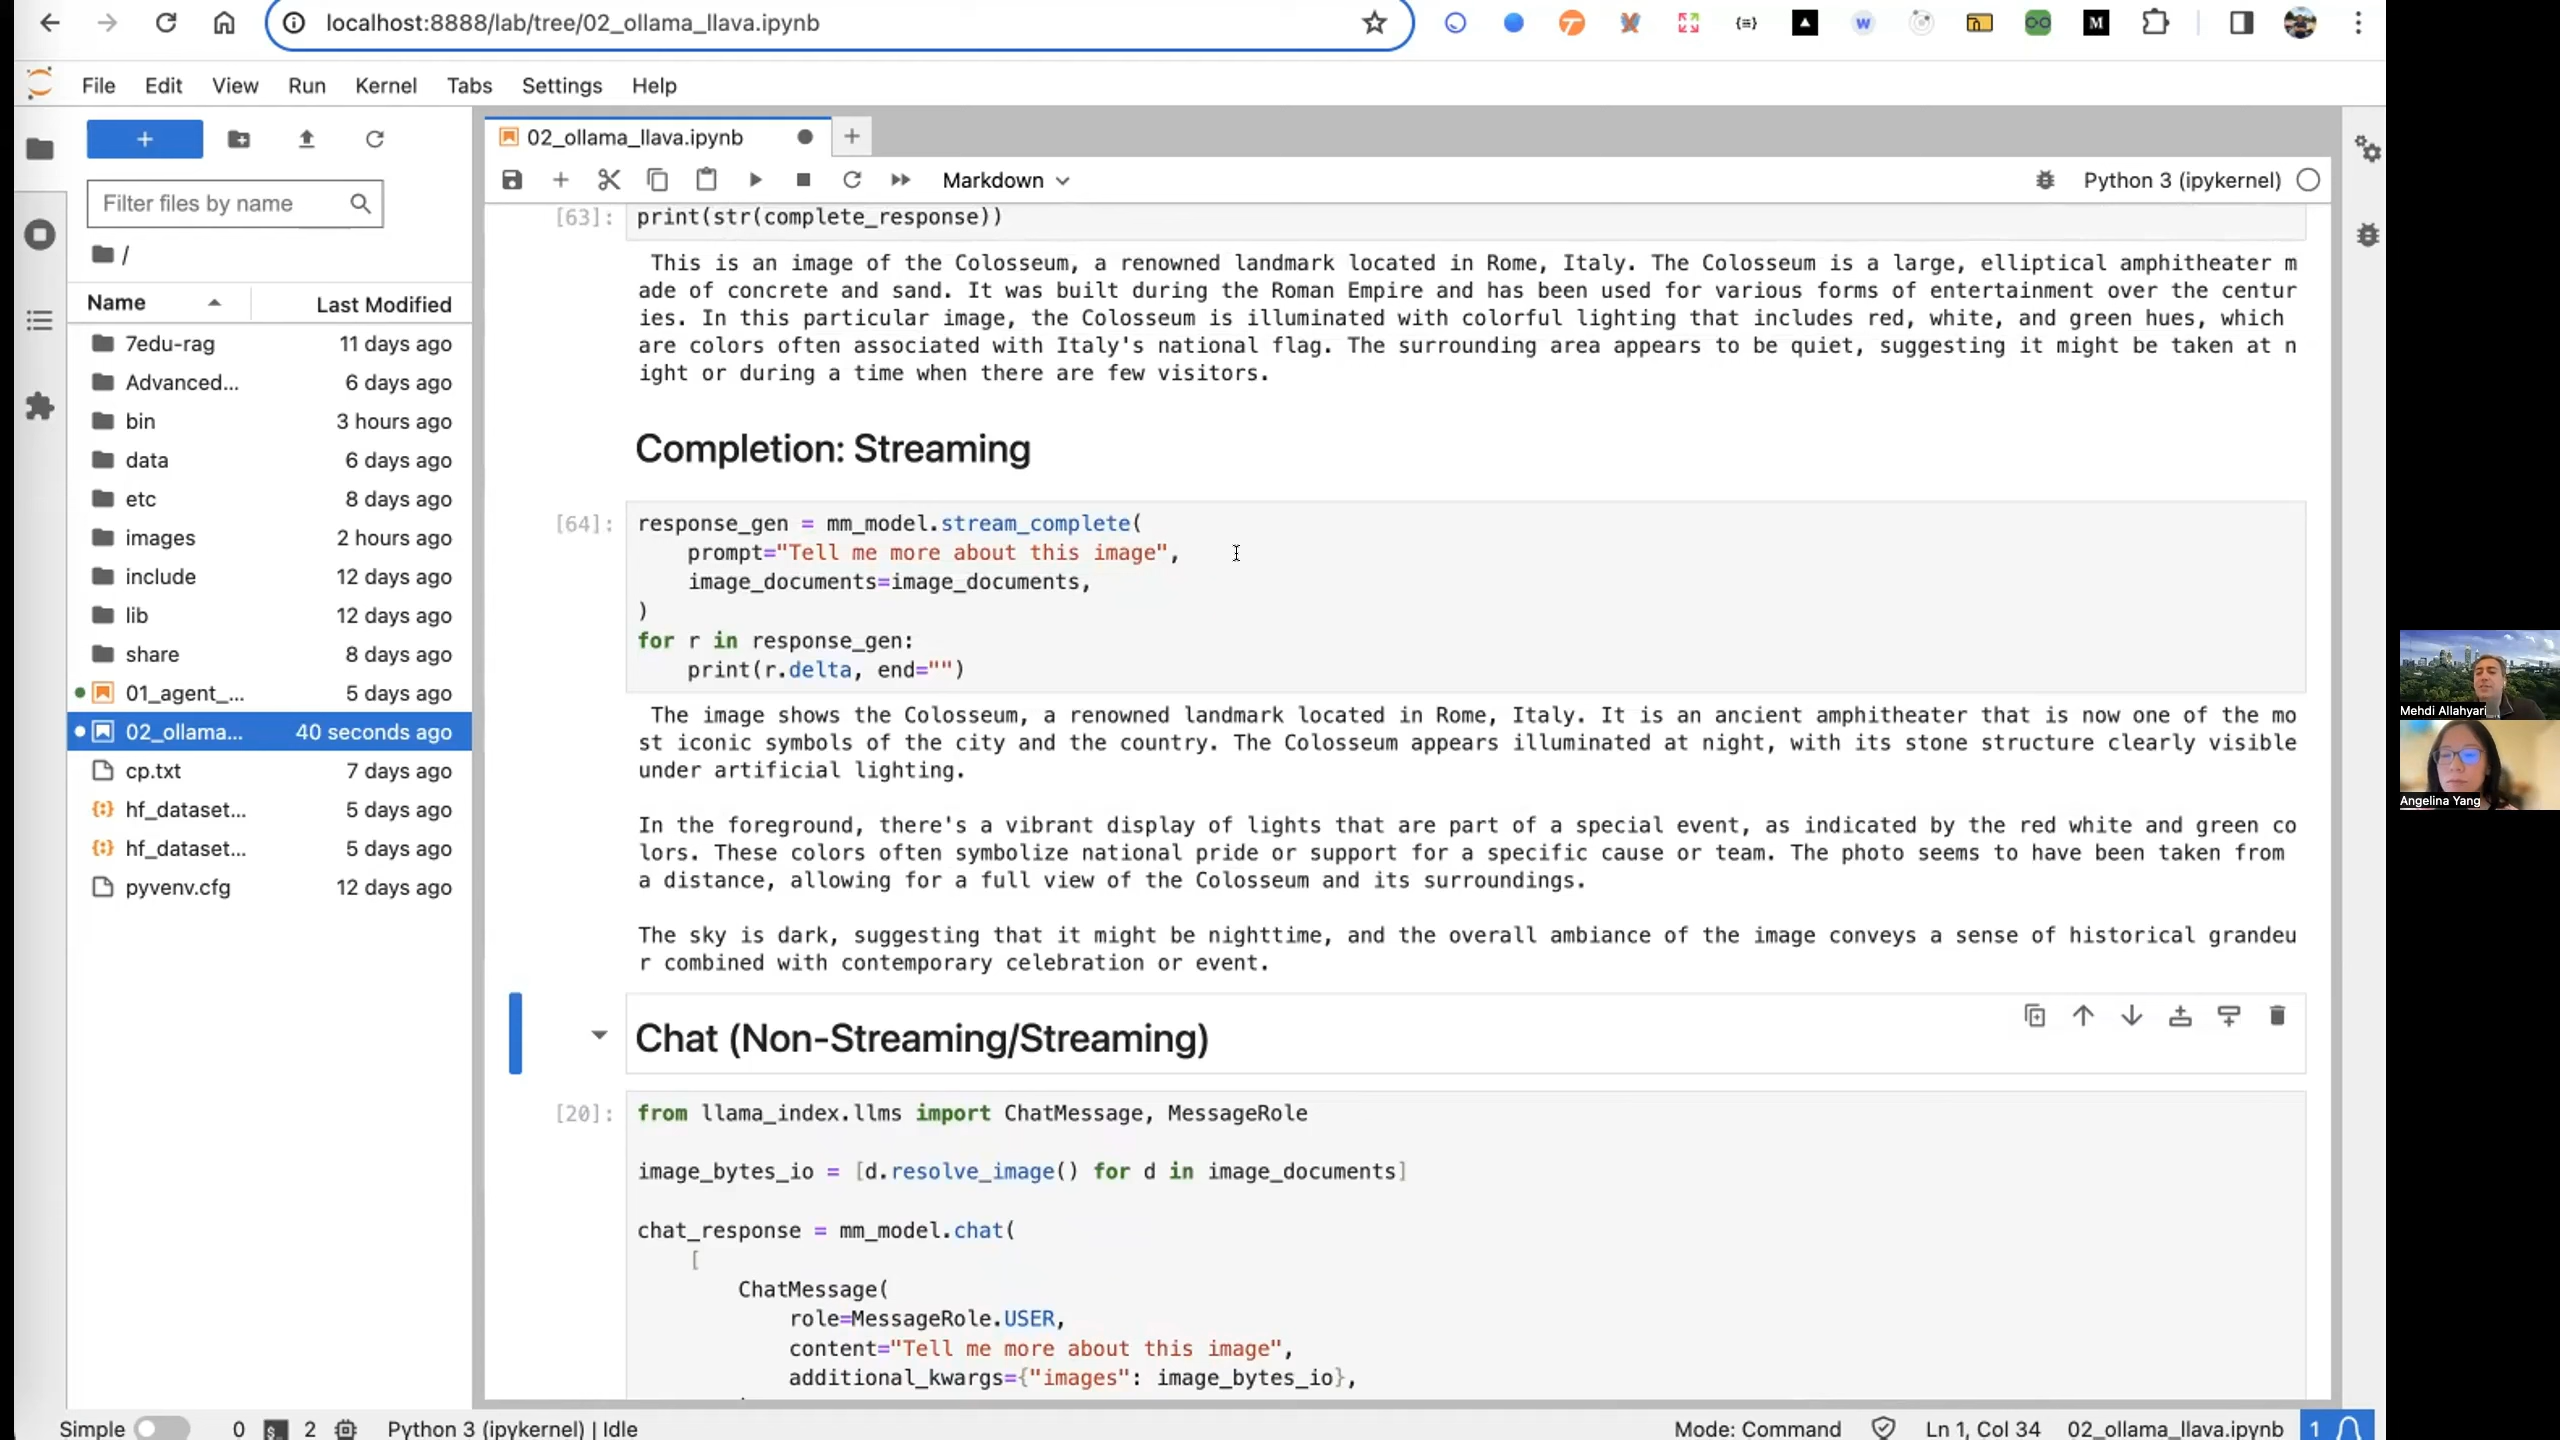 localhost:8888/lab/tree/02_ollama_llava.ipynb
File Edit View Run Kernel Tabs Settings Help
02_ollama_llava.ipynb
Markdown
Python 3 (ipykernel)
Filter files by name
/
Name Last Modified
7edu-rag 11 days ago
Advanced... 6 days ago
bin 3 hours ago
data 6 days ago
etc 8 days ago
images 2 hours ago
include 12 days ago
lib 12 days ago
share 8 days ago
01_agent_... 5 days ago
02_ollama... 40 seconds ago
cp.txt 7 days ago
hf_dataset... 5 days ago
hf_dataset... 5 days ago
pyvenv.cfg 12 days ago
[63]: print(str(complete_response))
This is an image of the Colosseum, a renowned landmark located in Rome, Italy. The Colosseum is a large, elliptical amphitheater m
ade of concrete and sand. It was built during the Roman Empire and has been used for various forms of entertainment over the centur
ies. In this particular image, the Colosseum is illuminated with colorful lighting that includes red, white, and green hues, which
are colors often associated with Italy's national flag. The surrounding area appears to be quiet, suggesting it might be taken at n
ight or during a time when there are few visitors.
Completion: Streaming
[64]: response_gen = mm_model.stream_complete(
prompt="Tell me more about this image",
image_documents=image_documents,
)
for r in response_gen:
print(r.delta, end="")
The image shows the Colosseum, a renowned landmark located in Rome, Italy. It is an ancient amphitheater that is now one of the mo
st iconic symbols of the city and the country. The Colosseum appears illuminated at night, with its stone structure clearly visible
under artificial lighting.
In the foreground, there's a vibrant display of lights that are part of a special event, as indicated by the red white and green co
lors. These colors often symbolize national pride or support for a specific cause or team. The photo seems to have been taken from
a distance, allowing for a full view of the Colosseum and its surroundings.
The sky is dark, suggesting that it might be nighttime, and the overall ambiance of the image conveys a sense of historical grandeu
r combined with contemporary celebration or event.
Chat (Non-Streaming/Streaming)
[20]: from llama_index.llms import ChatMessage, MessageRole
image_bytes_io = [d.resolve_image() for d in image_documents]
chat_response = mm_model.chat(
[
ChatMessage(
role=MessageRole.USER,
content="Tell me more about this image",
additional_kwargs={"images": image_bytes_io},
Mehdi Allahyari
Angelina Yang
Simple 0 2 Python 3 (ipykernel) | Idle Mode: Command Ln 1, Col 34 02_ollama_llava.ipynb 1